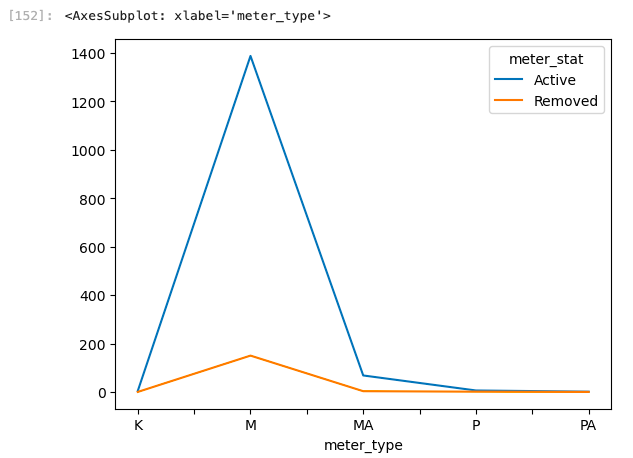 [152]: <AxesSubplot: xlabel='meter_type'>
meter_stat
Active
Removed
1400
1200
1000
800
600
400
200
0
K M MA P PA
meter_type